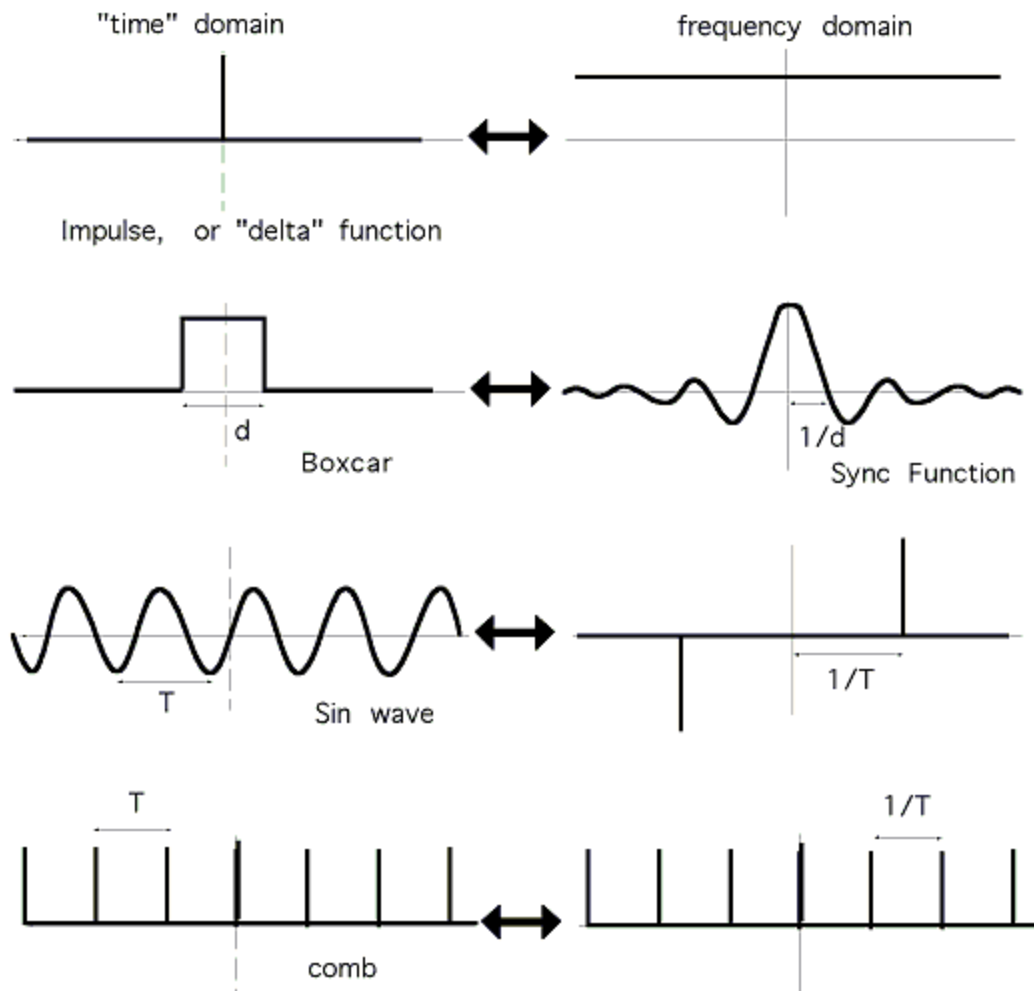 "time" domain
frequency domain
Impulse, or "delta" function
d
1/d
Boxcar
Sync Function
T
1/T
Sin wave
T
1/T
comb